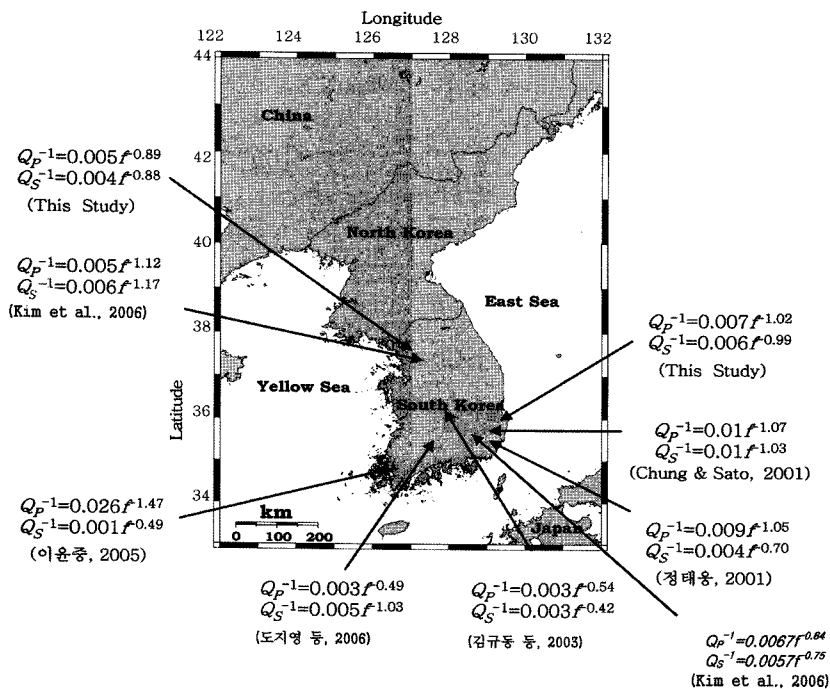 Longitude
122 124 126 128 130 132
44
42
40
38
36
34
Latitude
China
North Korea
East Sea
Yellow Sea
South Korea
Japan
km
0 100 200
Q_P^-1=0.005f^-0.89
Q_S^-1=0.004f^-0.88
(This Study)
Q_P^-1=0.005f^-1.12
Q_S^-1=0.006f^-1.17
(Kim et al., 2006)
Q_P^-1=0.026f^-1.47
Q_S^-1=0.001f^-0.49
(이윤중, 2005)
Q_P^-1=0.003f^-0.49
Q_S^-1=0.005f^-1.03
(도지영 등, 2006)
Q_P^-1=0.003f^-0.54
Q_S^-1=0.003f^-0.42
(김규동 등, 2003)
Q_P^-1=0.007f^-1.02
Q_S^-1=0.006f^-0.99
(This Study)
Q_P^-1=0.01f^-1.07
Q_S^-1=0.01f^-1.03
(Chung & Sato, 2001)
Q_P^-1=0.009f^-1.05
Q_S^-1=0.004f^-0.70
(정태웅, 2001)
Q_P^-1=0.0067f^-0.84
Q_S^-1=0.0057f^-0.75
(Kim et al., 2006)